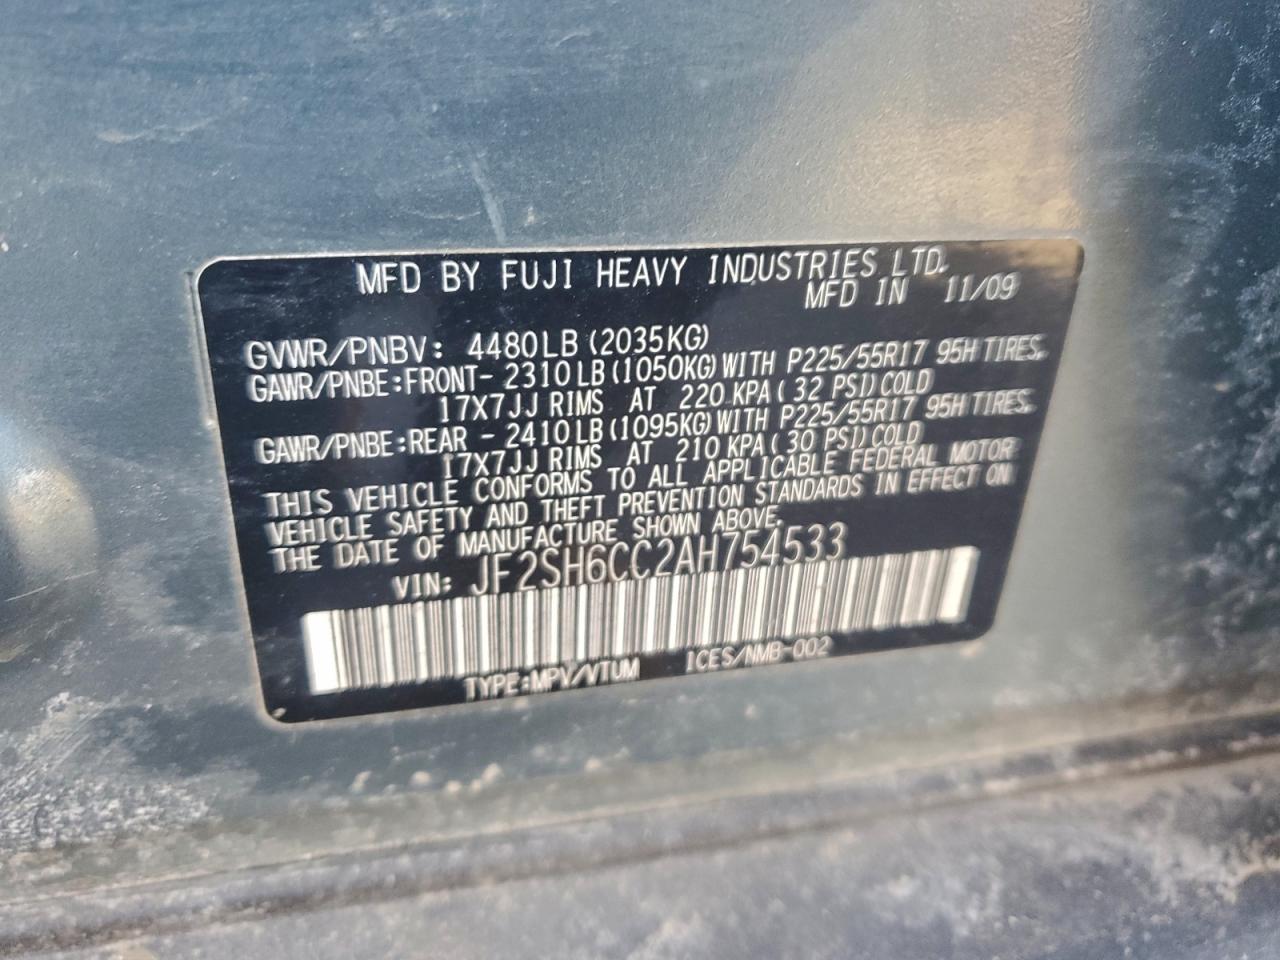 MFD BY FUJI HEAVY INDUSTRIES LTD.
MFD IN 11/09
GVWR/PNBV: 4480LB (2035KG)
GAWR/PNBE:FRONT- 2310LB(1050KG)WITH P225/55R17 95H TIRES.
17X7JJ RIMS AT 220 KPA( 32 PSI)COLD
GAWR/PNBE:REAR - 2410LB(1095KG)WITH P225/55R17 95H TIRES.
17X7JJ RIMS AT 210 KPA( 30 PSI)COLD
THIS VEHICLE CONFORMS TO ALL APPLICABLE FEDERAL MOTOR
VEHICLE SAFETY AND THEFT PREVENTION STANDARDS IN EFFECT ON
THE DATE OF MANUFACTURE SHOWN ABOVE.
VIN: JF2SH6CC2AH754533
TYPE:MPV/VTUM ICES/NMB-002